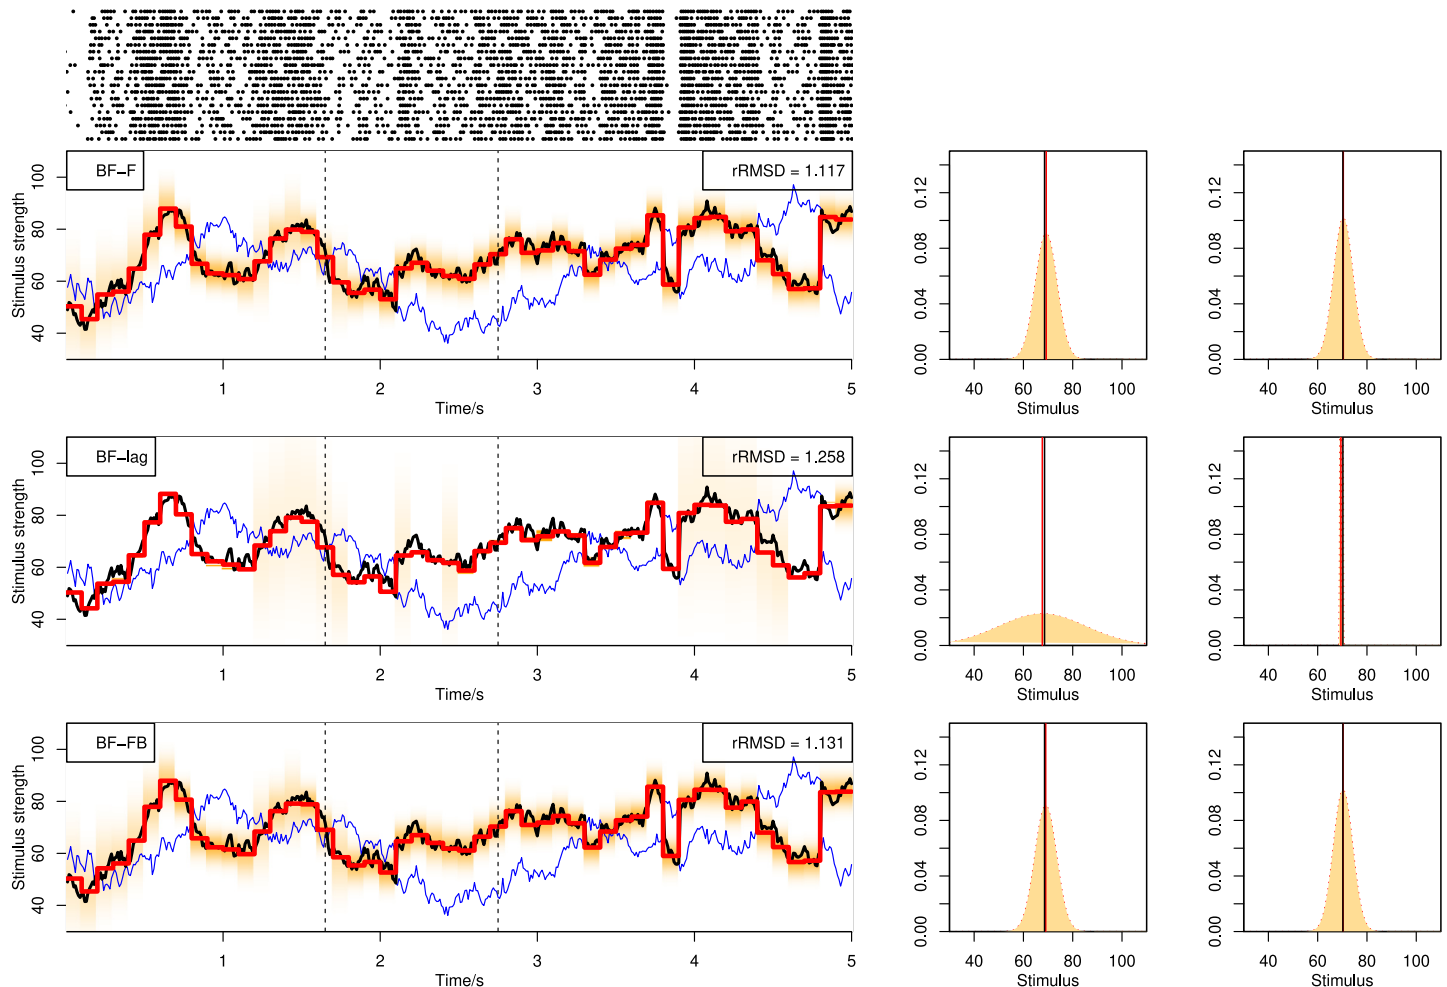 BF−F
rRMSD = 1.117
Stimulus strength
40 60 80 100
1 2 3 4 5
Time/s
0.00 0.04 0.08 0.12
40 60 80 100
Stimulus
0.00 0.04 0.08 0.12
40 60 80 100
Stimulus
BF−lag
rRMSD = 1.258
Stimulus strength
40 60 80 100
1 2 3 4 5
Time/s
0.00 0.04 0.08 0.12
40 60 80 100
Stimulus
0.00 0.04 0.08 0.12
40 60 80 100
Stimulus
BF−FB
rRMSD = 1.131
Stimulus strength
40 60 80 100
1 2 3 4 5
Time/s
0.00 0.04 0.08 0.12
40 60 80 100
Stimulus
0.00 0.04 0.08 0.12
40 60 80 100
Stimulus